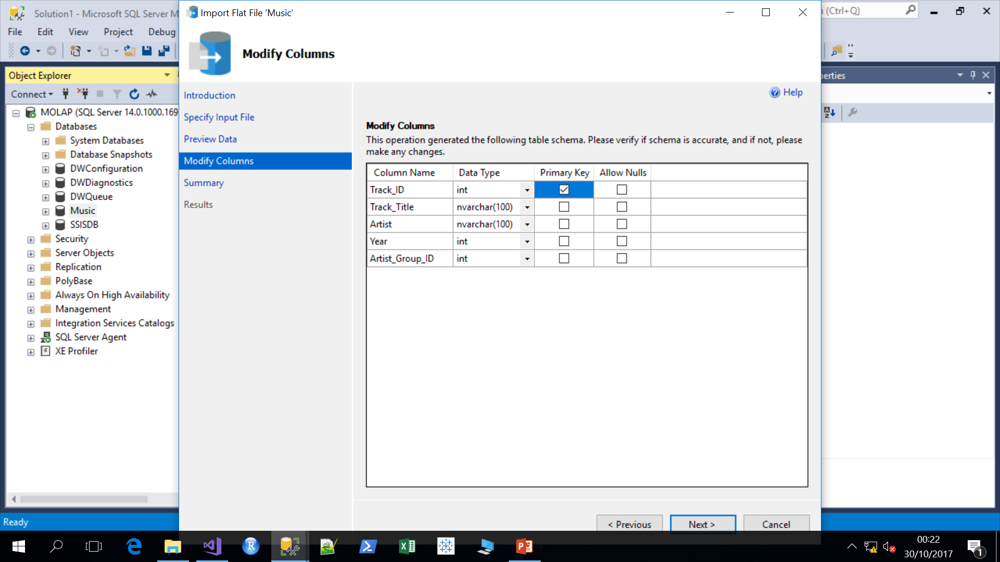 Solution1 - Microsoft SQL Server M
File Edit View Project Debug
Object Explorer
Connect
MOLAP (SQL Server 14.0.1000.169
Databases
System Databases
Database Snapshots
DWConfiguration
DWDiagnostics
DWQueue
Music
SSISDB
Security
Server Objects
Replication
PolyBase
Always On High Availability
Management
Integration Services Catalogs
SQL Server Agent
XE Profiler
Ready
Import Flat File 'Music'
Modify Columns
Introduction
Specify Input File
Preview Data
Modify Columns
Summary
Results
Help
Modify Columns
This operation generated the following table schema. Please verify if schema is accurate, and if not, please
make any changes.
Column Name Data Type Primary Key Allow Nulls
Track_ID int
Track_Title nvarchar(100)
Artist nvarchar(100)
Year int
Artist_Group_ID int
< Previous Next > Cancel
(Ctrl+Q)
perties
00:22
30/10/2017
1